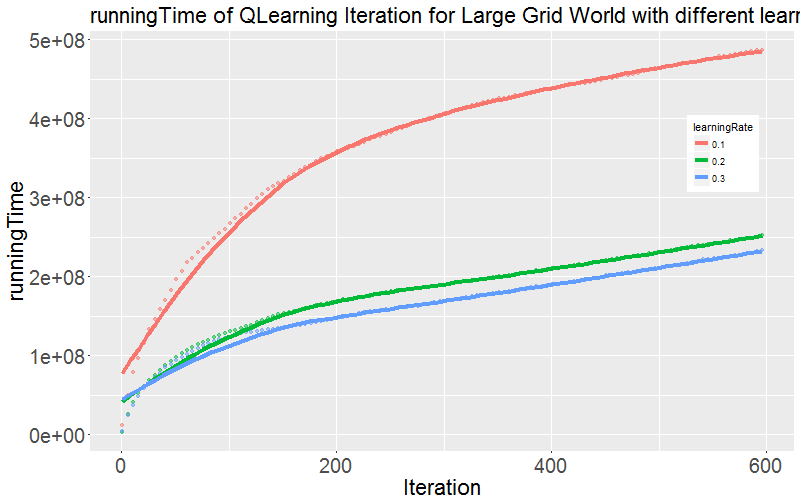 runningTime of QLearning Iteration for Large Grid World with different learn
5e+08
4e+08
3e+08
2e+08
1e+08
0e+00
runningTime
learningRate
0.1
0.2
0.3
0
200
400
600
Iteration